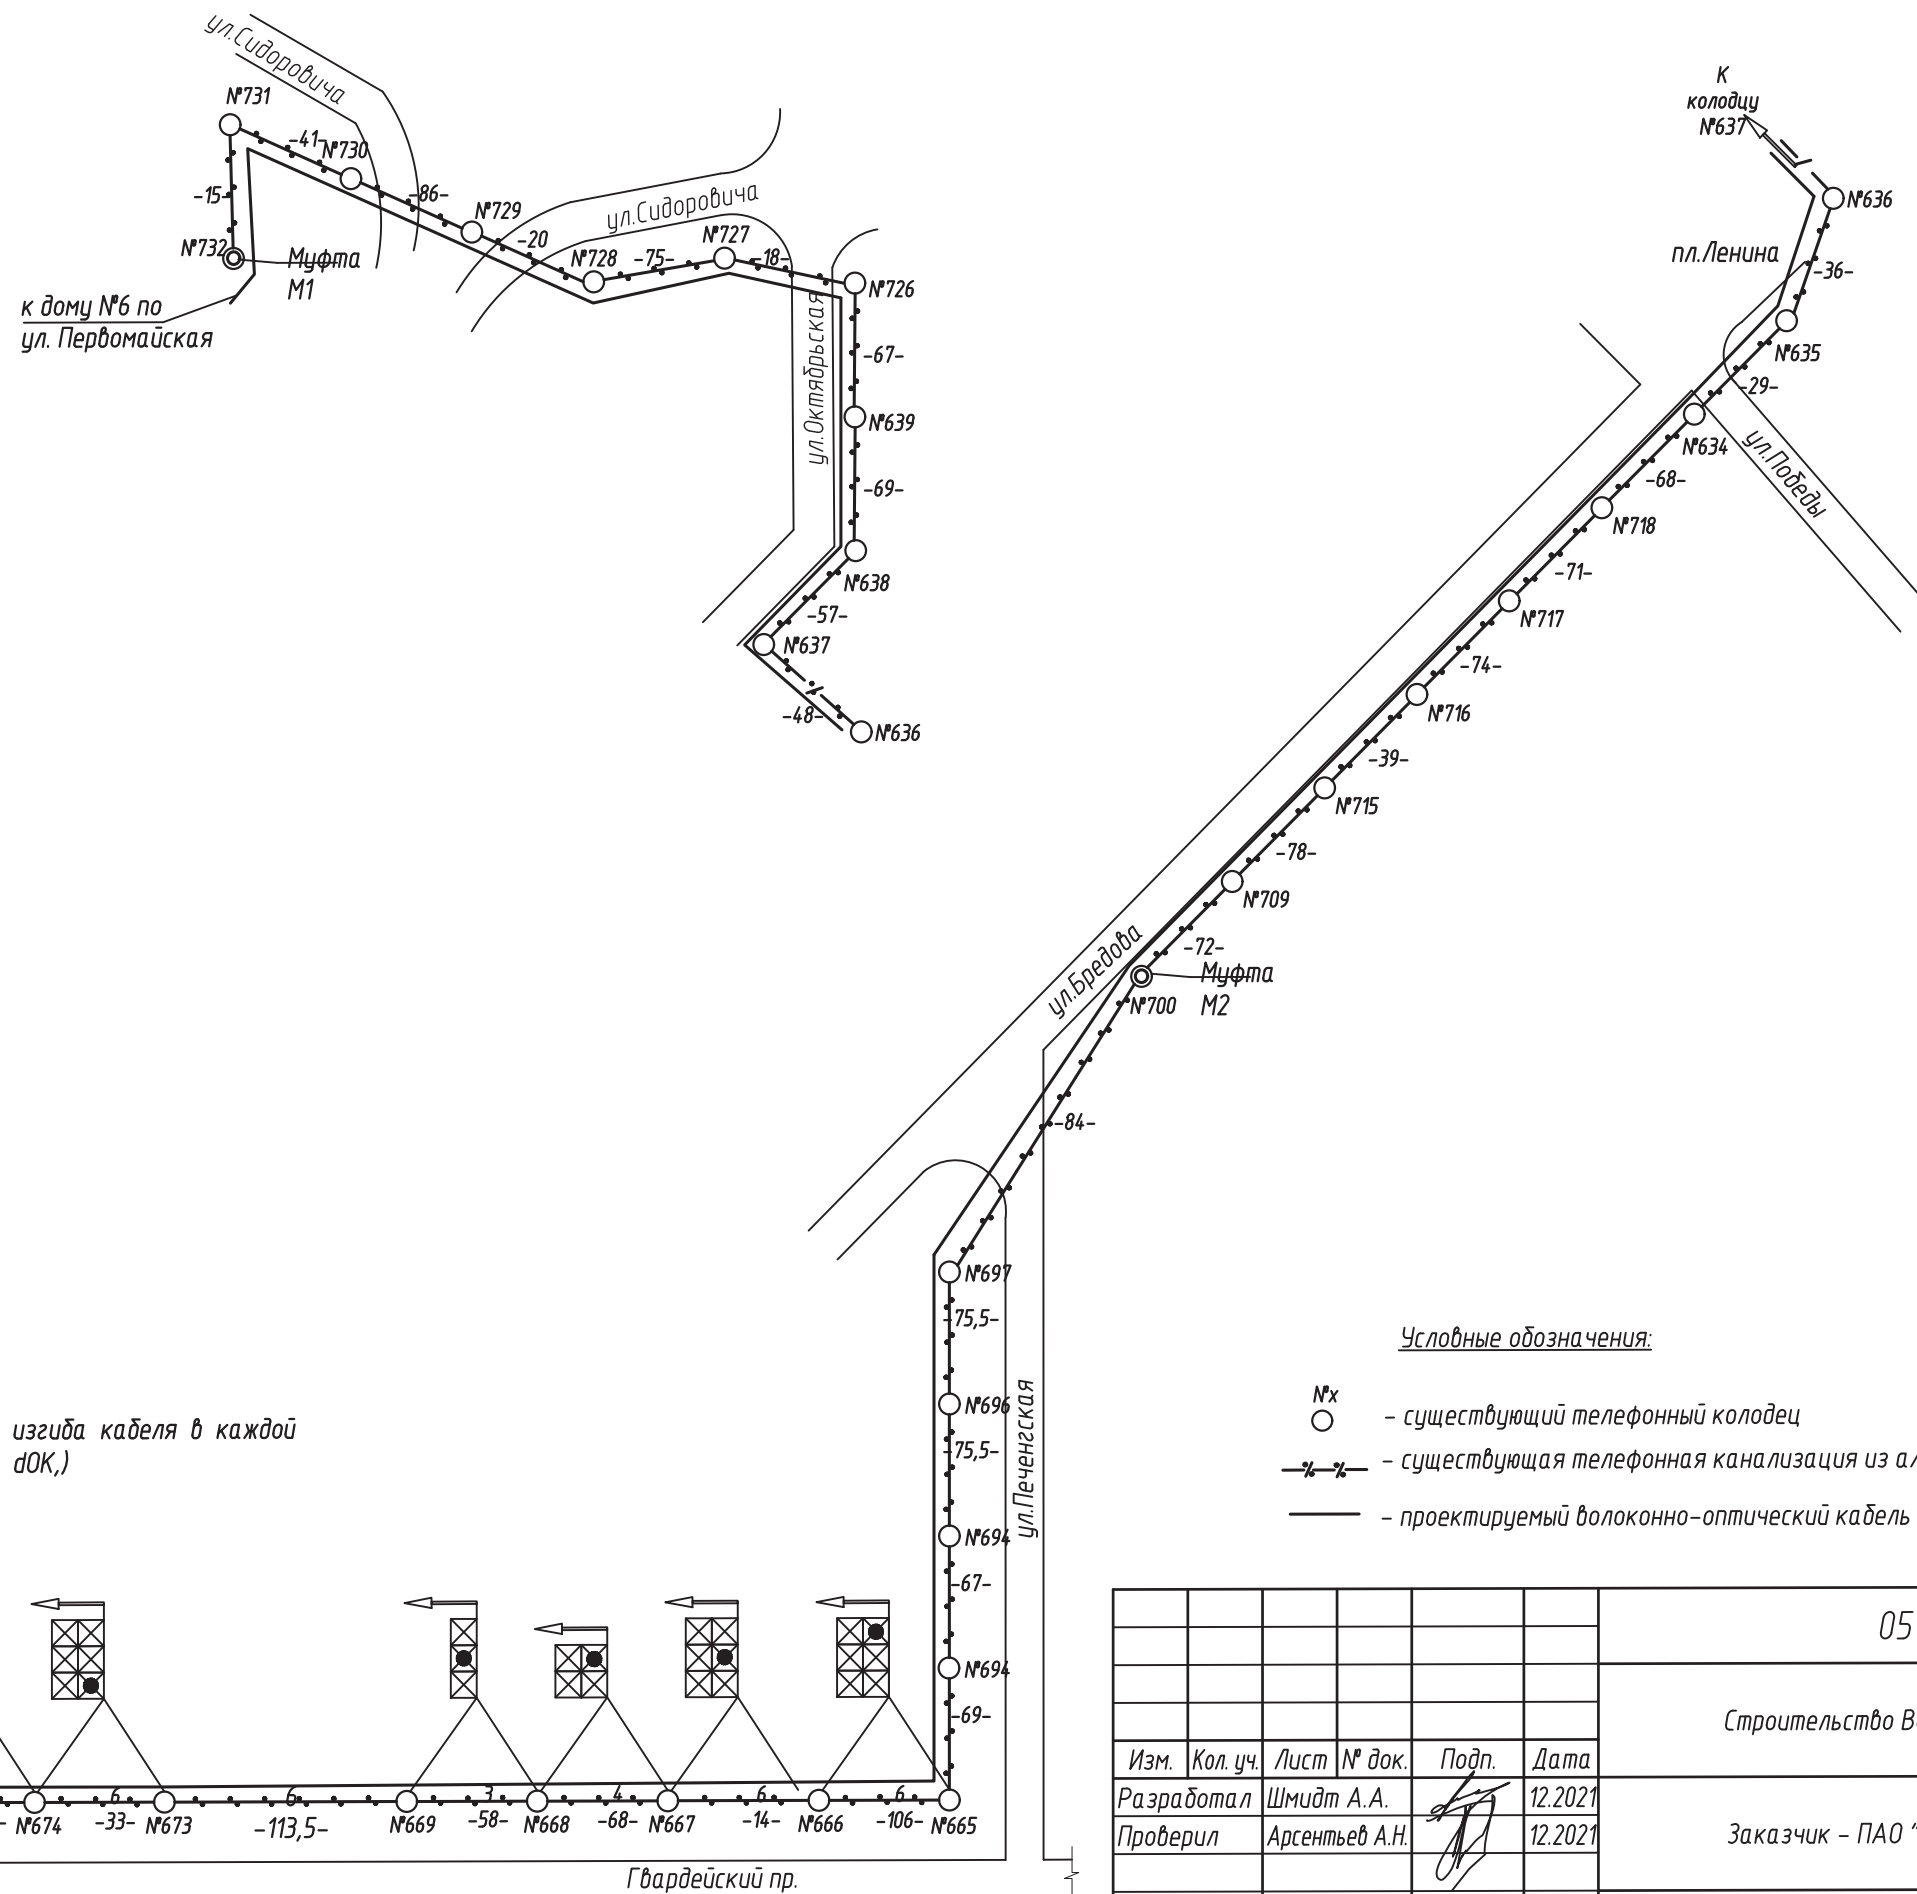 ул.Сидоровича
№731
-41-
№730
-86-
№729
-20
№728
-75-
№727
-18-
№726
ул.Сидоровича
-15-
№732
Муфта
М1
к дому №6 по
ул. Первомайская
ул.Октябрьская
-67-
№639
-69-
№638
-57-
№637
-48-
№636
К
колодцу
№637
№636
пл.Ленина
-36-
№635
-29-
№634
ул.Победы
-68-
№718
-71-
№717
-74-
№716
-39-
№715
-78-
№709
-72-
ул.Бредова
Муфта
М2
№700
-84-
№697
-75,5-
№696
-75,5-
№694
-67-
№694
-69-
ул.Печенгская
изгиба кабеля в каждой
dОК,)
6 6 3 4 6 6
№674 -33- №673 -113,5- №669 -58- №668 -68- №667 -14- №666 -106- №665
Гвардейский пр.
Условные обозначения:
№х
- существующий телефонный колодец
- существующая телефонная канализация из
- проектируемый волоконно-оптический кабель
05
Строительство
Изм. Кол. уч. Лист № док. Подп. Дата
Разработал Шмидт А.А. 12.2021
Проверил Арсентьев А.Н. 12.2021
Заказчик - ПАО "